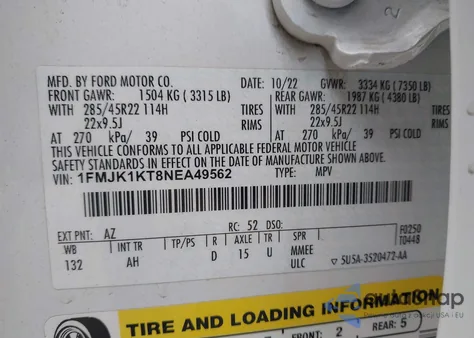 MFD. BY FORD MOTOR CO. 10/22 GVWR: 3334 KG (7350 LB)
FRONT GAWR: 1504 KG (3315 LB) REAR GAWR: 1987 KG (4380 LB)
WITH 285/45R22 114H TIRES WITH 285/45R22 114H TIRES
22x9.5J RIMS 22x9.5J RIMS
AT 270 kPa/ 39 PSI COLD AT 270 kPa/ 39 PSI COLD
THIS VEHICLE CONFORMS TO ALL APPLICABLE FEDERAL MOTOR VEHICLE
SAFETY STANDARDS IN EFFECT ON THE DATE OF MANUFACTURE SHOWN ABOVE.
VIN: 1FMJK1KT8NEA49562 TYPE: MPV
EXT PNT: AZ RC: 52 DSO: F0250
WB INT TR TP/PS R AXLE TR SPR T0448
132 AH D 15 U MMEE
ULC 5U5A-3520472-AA
TIRE AND LOADING INFORMATION
FRONT: 2 REAR: 5